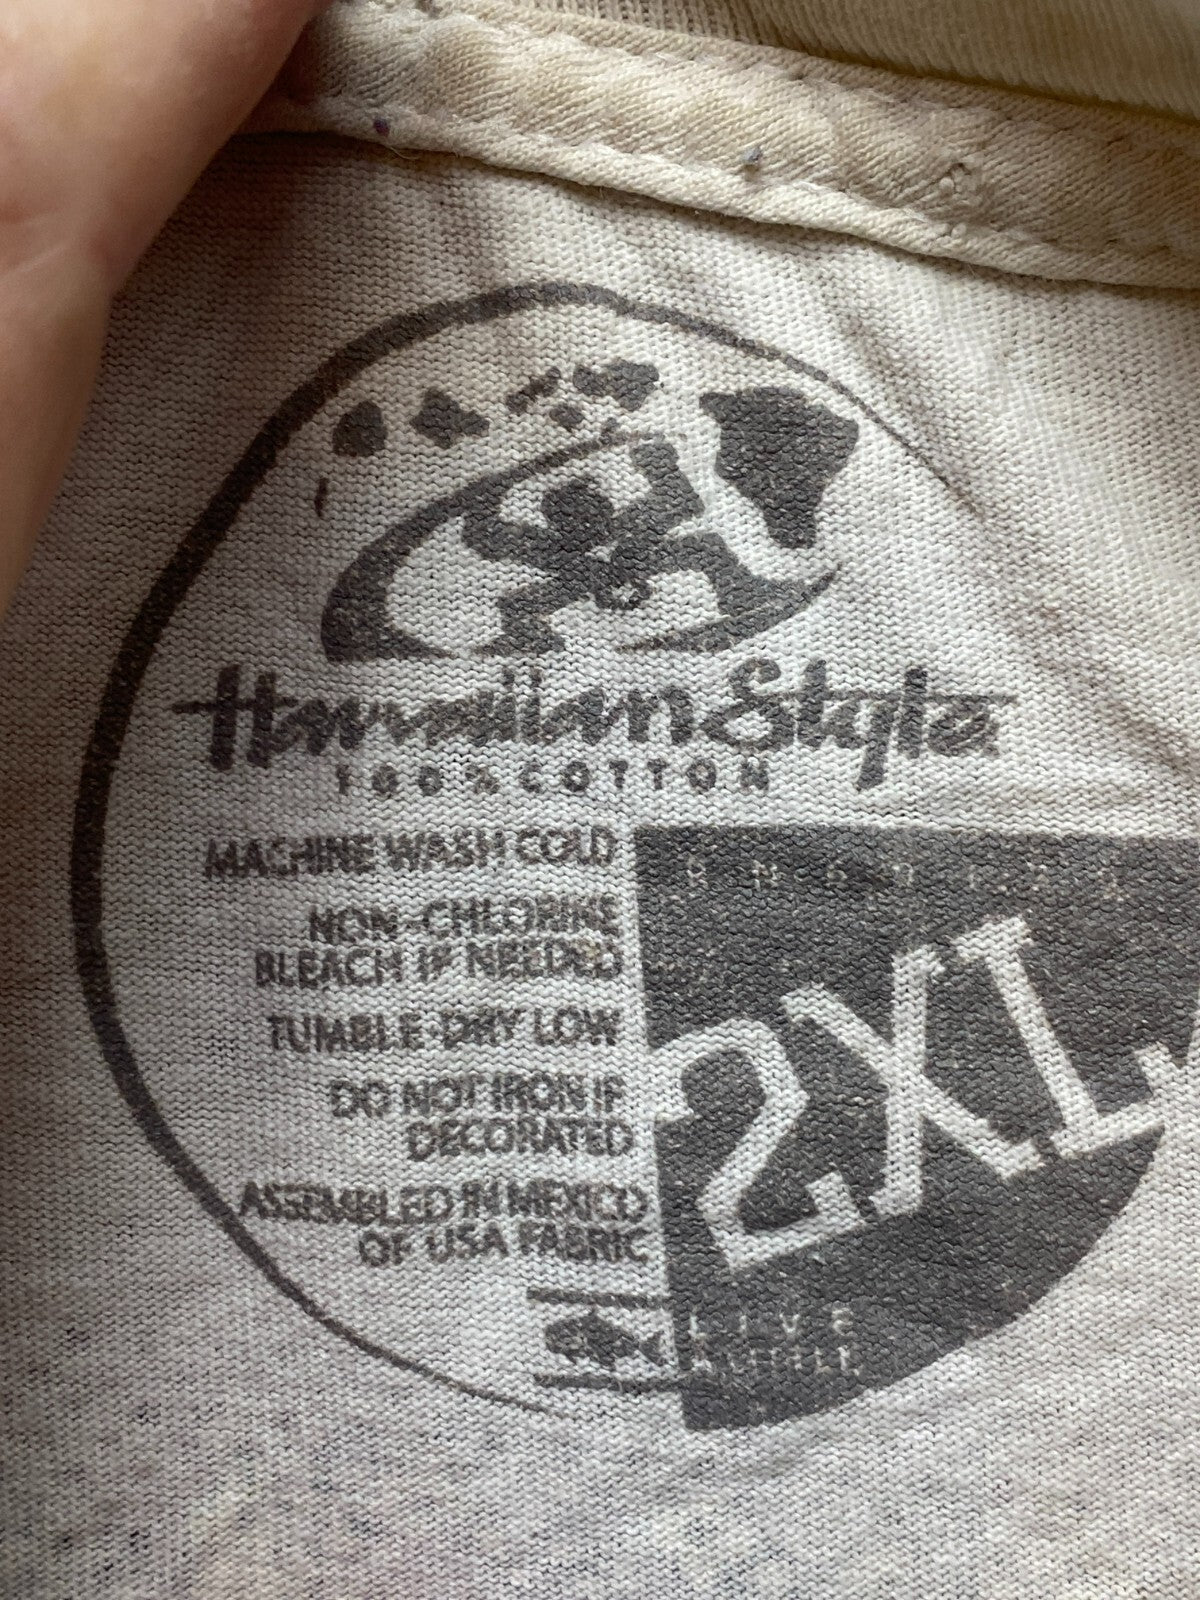 Hawaiian Style
100% COTTON
MACHINE WASH COLD
NON-CHLORINE
BLEACH IF NEEDED
TUMBLE DRY LOW
DO NOT IRON IF
DECORATED
ASSEMBLED IN MEXICO
OF USA FABRIC
2XL
LIVE